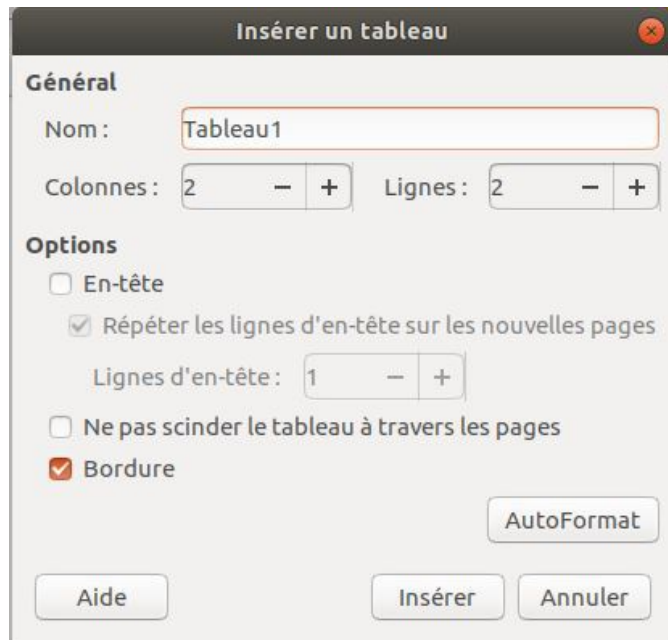 Insérer un tableau
Général
Nom :
Tableau1
Colonnes : 2 − + Lignes : 2 − +
Options
En-tête
Répéter les lignes d'en-tête sur les nouvelles pages
Lignes d'en-tête : 1 − +
Ne pas scinder le tableau à travers les pages
Bordure
AutoFormat
Aide Insérer Annuler